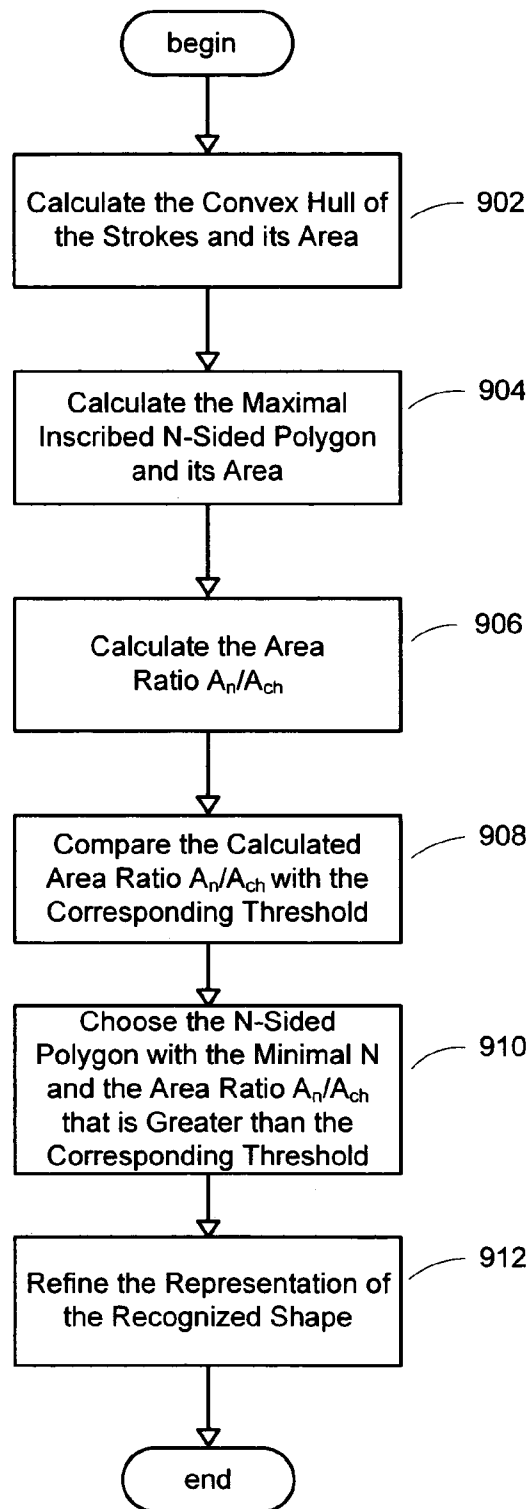 begin
Calculate the Convex Hull of
the Strokes and its Area
902
Calculate the Maximal
Inscribed N-Sided Polygon
and its Area
904
Calculate the Area
Ratio Aₙ/A_ch
906
Compare the Calculated
Area Ratio Aₙ/A_ch with the
Corresponding Threshold
908
Choose the N-Sided
Polygon with the Minimal N
and the Area Ratio Aₙ/A_ch
that is Greater than the
Corresponding Threshold
910
Refine the Representation of
the Recognized Shape
912
end